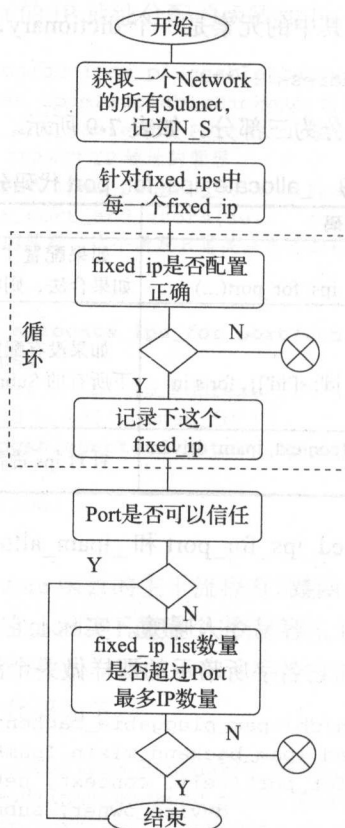 开始
获取一个Network
的所有Subnet,
记为N_S
针对fixed_ips中
每一个fixed_ip
循
环
fixed_ip是否配置
正确
N
Y
记录下这个
fixed_ip
Port是否可以信任
Y
N
fixed_ip list数量
是否超过Port
最多IP数量
N
Y
结束